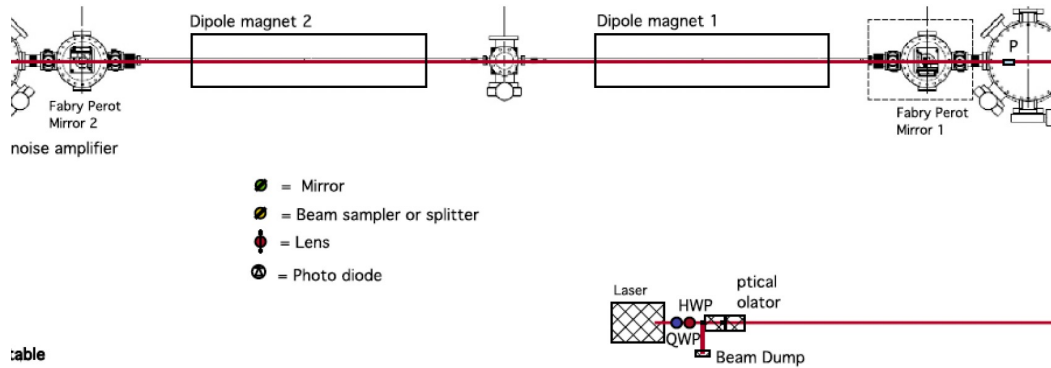 Dipole magnet 2
Dipole magnet 1
P
Fabry Perot
Mirror 2
Fabry Perot
Mirror 1
noise amplifier
= Mirror
= Beam sampler or splitter
= Lens
= Photo diode
Laser
HWP
ptical
olator
QWP
Beam Dump
table